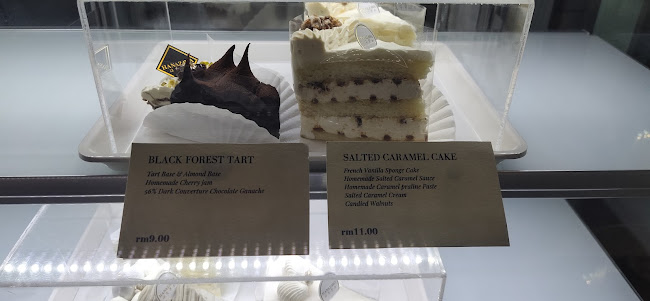 BLACK FOREST TART
Tart Base & Almond Base
Homemade Cherry jam
56% Dark Couverture Chocolate Ganache
rm9.00
SALTED CARAMEL CAKE
French Vanilla Sponge Cake
Homemade Salted Caramel Sauce
Homemade Caramel Praline Paste
Salted Caramel Cream
Candied Walnuts
rm11.00